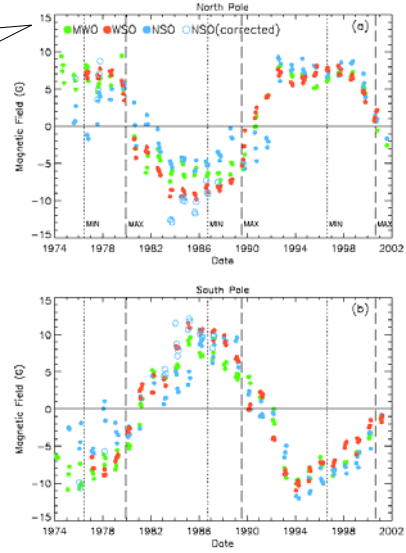 North Pole
MWO WSO NSO NSO(corrected) (a)
15
10
5
0
-5
-10
-15
Magnetic Field (G)
MIN MAX MIN MAX MIN MAX
1974 1978 1982 1986 1990 1994 1998 2002
Date
South Pole
(b)
15
10
5
0
-5
-10
-15
Magnetic Field (G)
1974 1978 1982 1986 1990 1994 1998 2002
Date